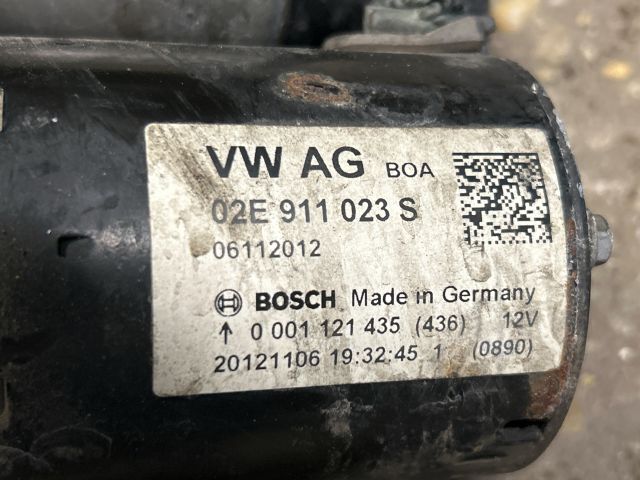 VW AG BOA
02E 911 023 S
06112012
BOSCH Made in Germany
↑ 0 001 121 435 (436) 12V
20121106 19:32:45 1 (0890)